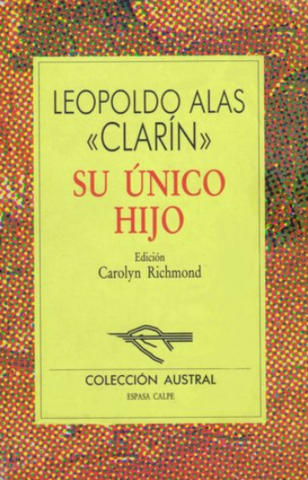 LEOPOLDO ALAS
«CLARÍN»
SU ÚNICO
HIJO
Edición
Carolyn Richmond
COLECCIÓN AUSTRAL
ESPASA CALPE